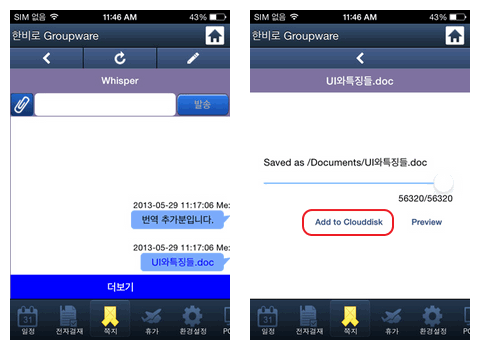 SIM 없음 11:46 AM 43%
한비로 Groupware
Whisper
발송
2013-05-29 11:17:06 Me:
번역 추가분입니다.
2013-05-29 11:17:06 Me:
UI와특징들.doc
더보기
31
일정 전자결재 쪽지 휴가 환경설정 PC
SIM 없음 11:46 AM 43%
한비로 Groupware
UI와특징들.doc
Saved as /Documents/UI와특징들.doc
56320/56320
Add to Clouddisk Preview
31
일정 전자결재 쪽지 휴가 환경설정 PC